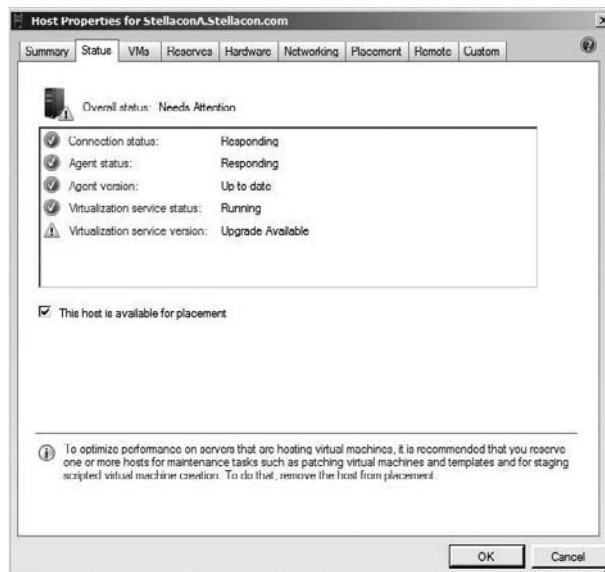 Host Properties for StellaconA.Stellacon.com
Summary Status VMs Reserves Hardware Networking Placement Remote Custom
Overall status: Needs Attention
Connection status: Responding
Agent status: Responding
Agent version: Up to date
Virtualization service status: Running
Virtualization service version: Upgrade Available
This host is available for placement
To optimize performance on servers that are hosting virtual machines, it is recommended that you reserve
one or more hosts for maintenance tasks such as patching virtual machines and templates and for staging
scripted virtual machine creation. To do that, remove the host from placement.
OK Cancel